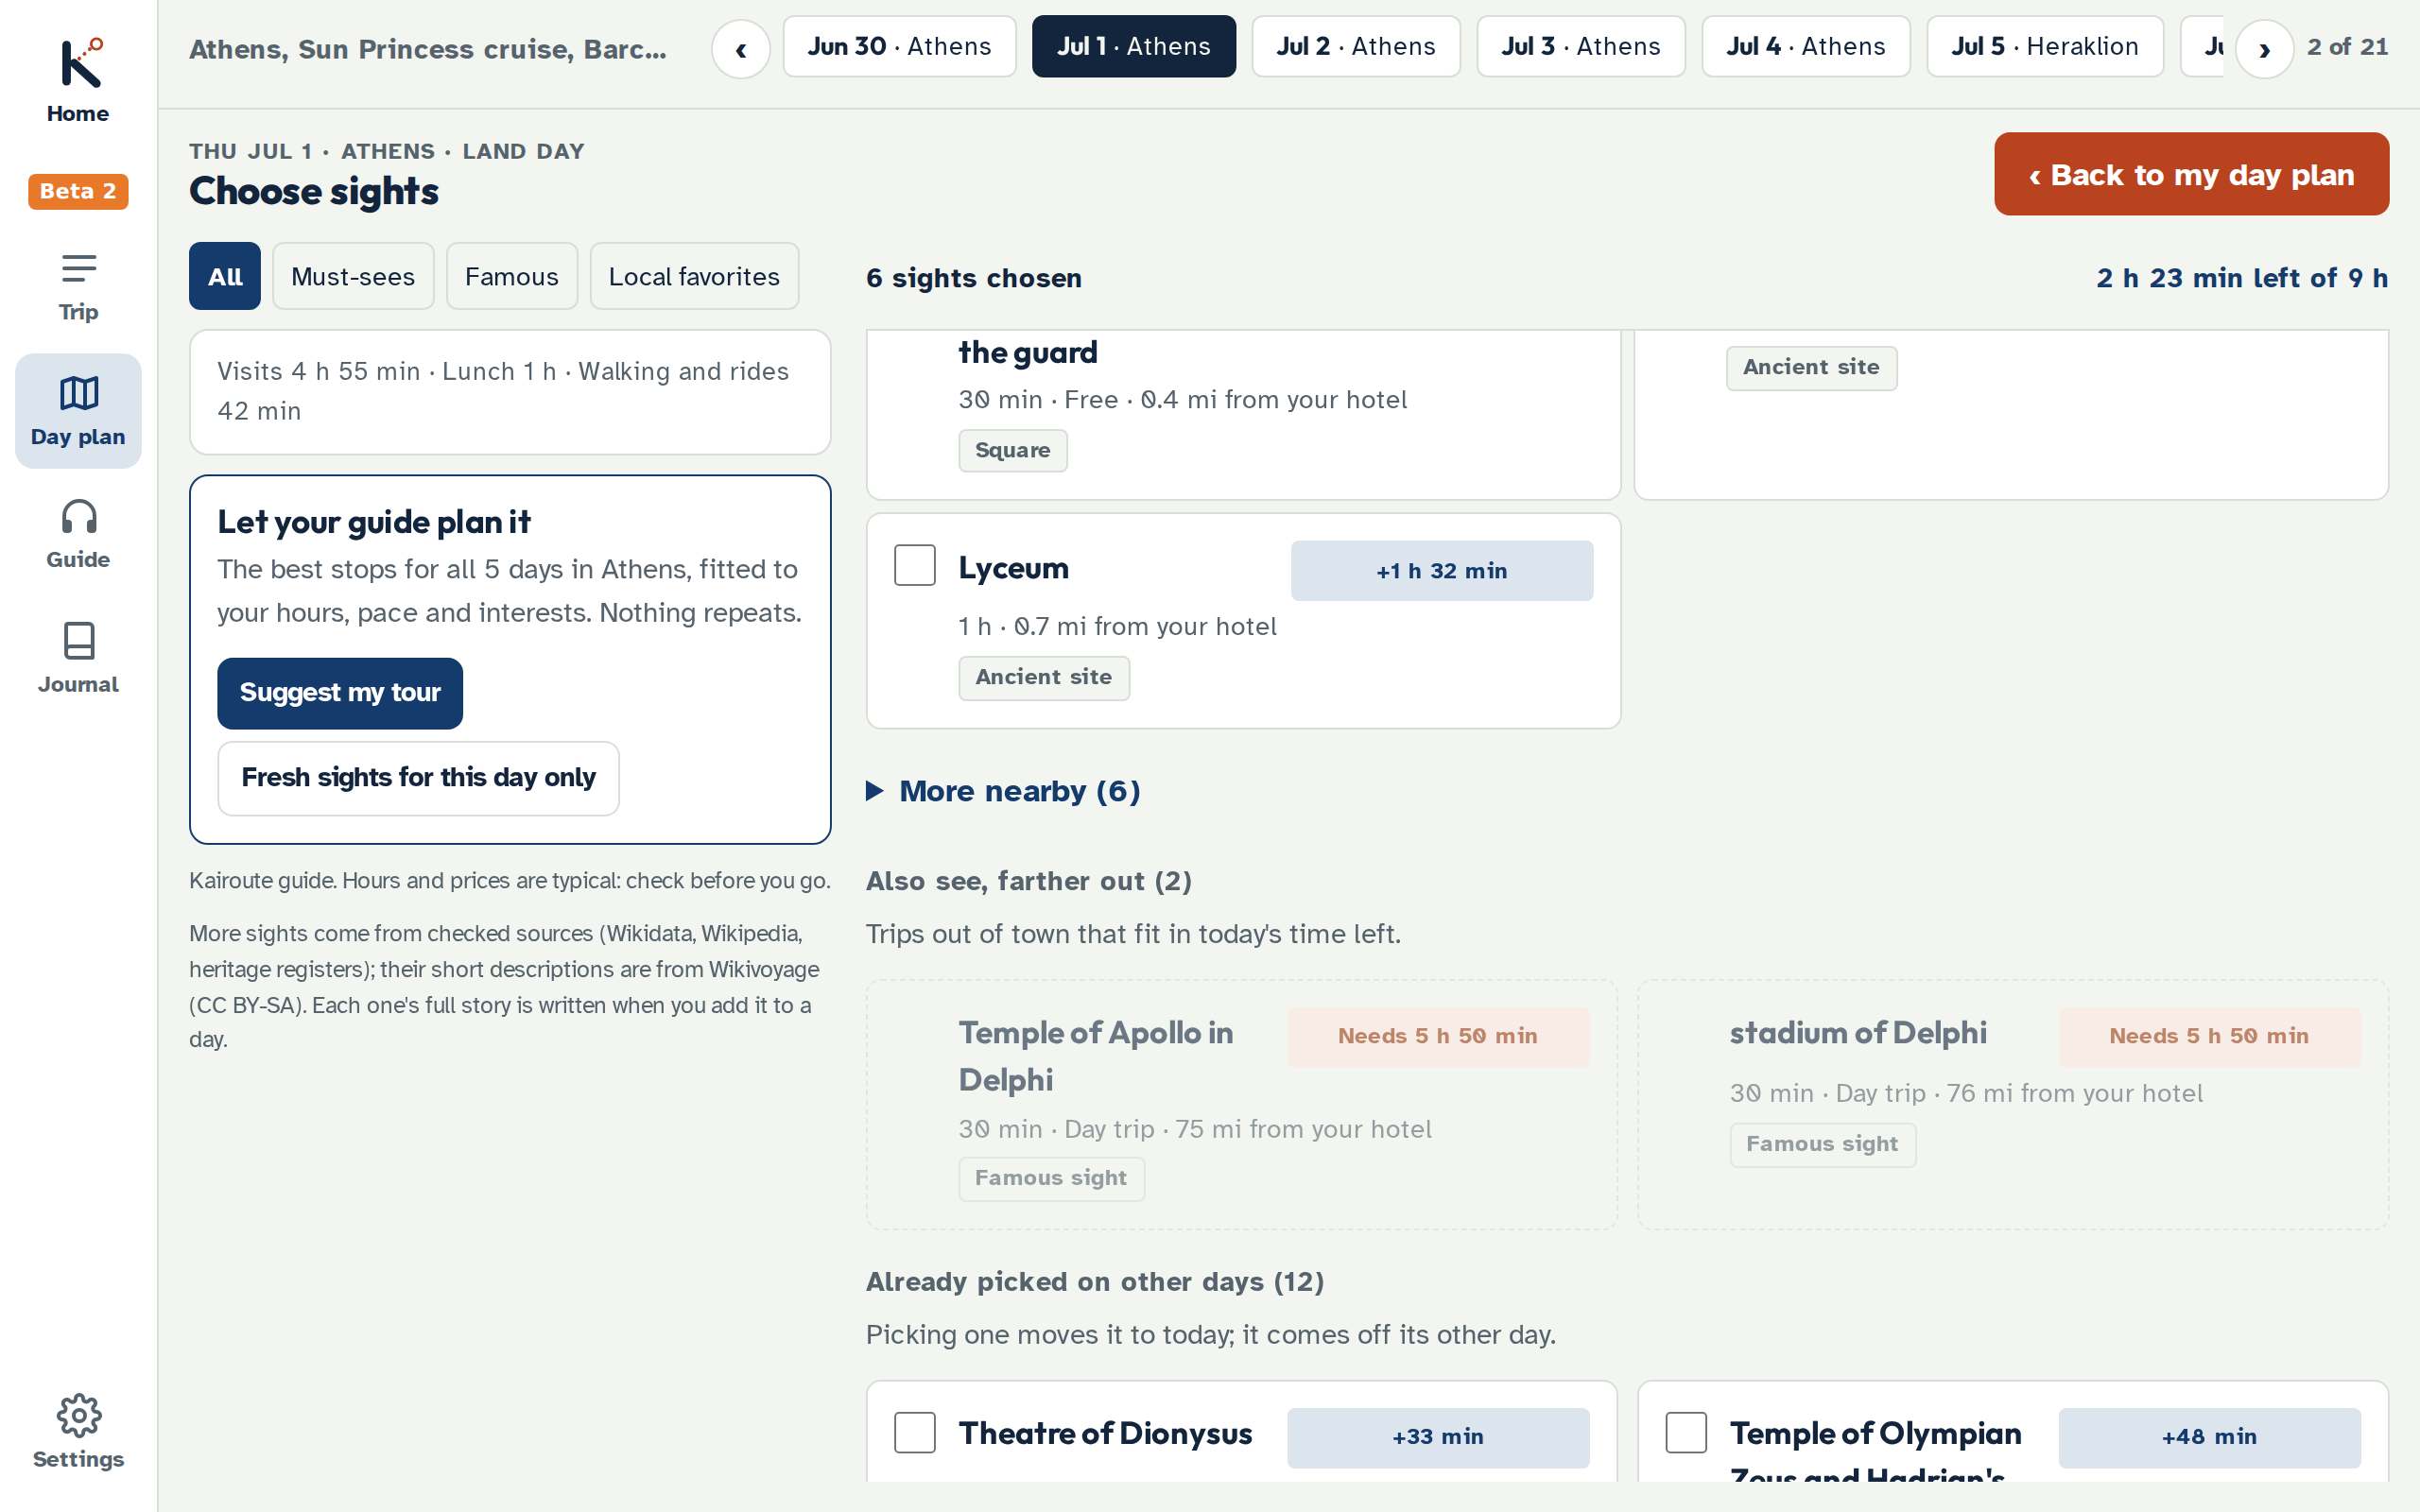 Home
Beta 2
Trip
Day plan
Guide
Journal
Settings
Athens, Sun Princess cruise, Barc...
‹
Jun 30 · Athens
Jul 1 · Athens
Jul 2 · Athens
Jul 3 · Athens
Jul 4 · Athens
Jul 5 · Heraklion
›
2 of 21
THU JUL 1 · ATHENS · LAND DAY
Choose sights
‹ Back to my day plan
All
Must-sees
Famous
Local favorites
Visits 4 h 55 min · Lunch 1 h · Walking and rides
42 min
Let your guide plan it
The best stops for all 5 days in Athens, fitted to
your hours, pace and interests. Nothing repeats.
Suggest my tour
Fresh sights for this day only
Kairoute guide. Hours and prices are typical: check before you go.
More sights come from checked sources (Wikidata, Wikipedia,
heritage registers); their short descriptions are from Wikivoyage
(CC BY-SA). Each one's full story is written when you add it to a
day.
6 sights chosen
2 h 23 min left of 9 h
the guard
30 min · Free · 0.4 mi from your hotel
Square
Ancient site
Lyceum
+1 h 32 min
1 h · 0.7 mi from your hotel
Ancient site
More nearby (6)
Also see, farther out (2)
Trips out of town that fit in today's time left.
Temple of Apollo in
Delphi
Needs 5 h 50 min
30 min · Day trip · 75 mi from your hotel
Famous sight
stadium of Delphi
Needs 5 h 50 min
30 min · Day trip · 76 mi from your hotel
Famous sight
Already picked on other days (12)
Picking one moves it to today; it comes off its other day.
Theatre of Dionysus
+33 min
Temple of Olympian
Zeus and Hadrian's
+48 min